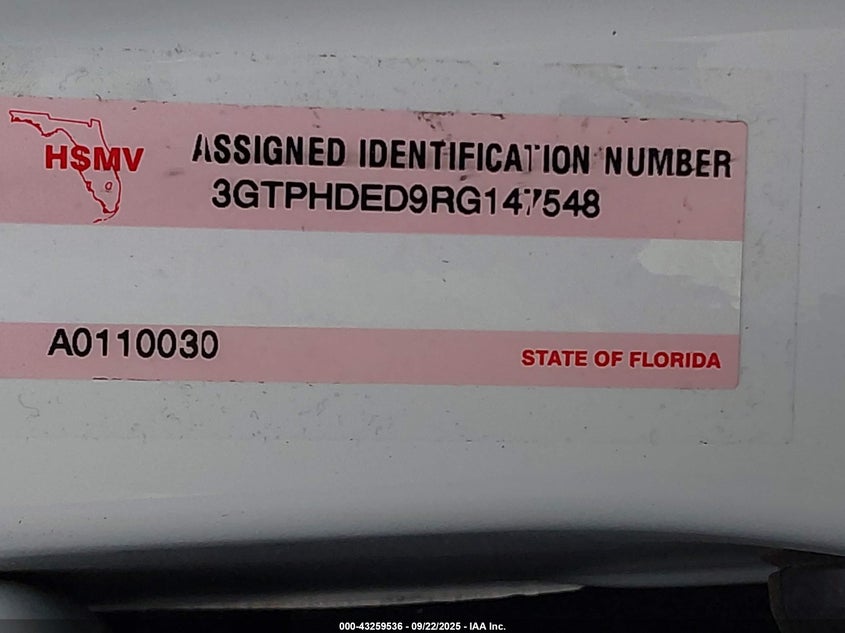 HSMV
ASSIGNED IDENTIFICATION NUMBER
3GTPHDED9RG147548
A0110030
STATE OF FLORIDA
000-43259536 - 09/22/2025 - IAA Inc.